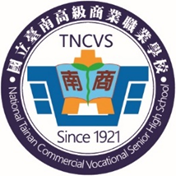 •國立臺南高級商業職業學校•
TNCVS
南商
Since 1921
National Tainan Commercial Vocational Senior High School